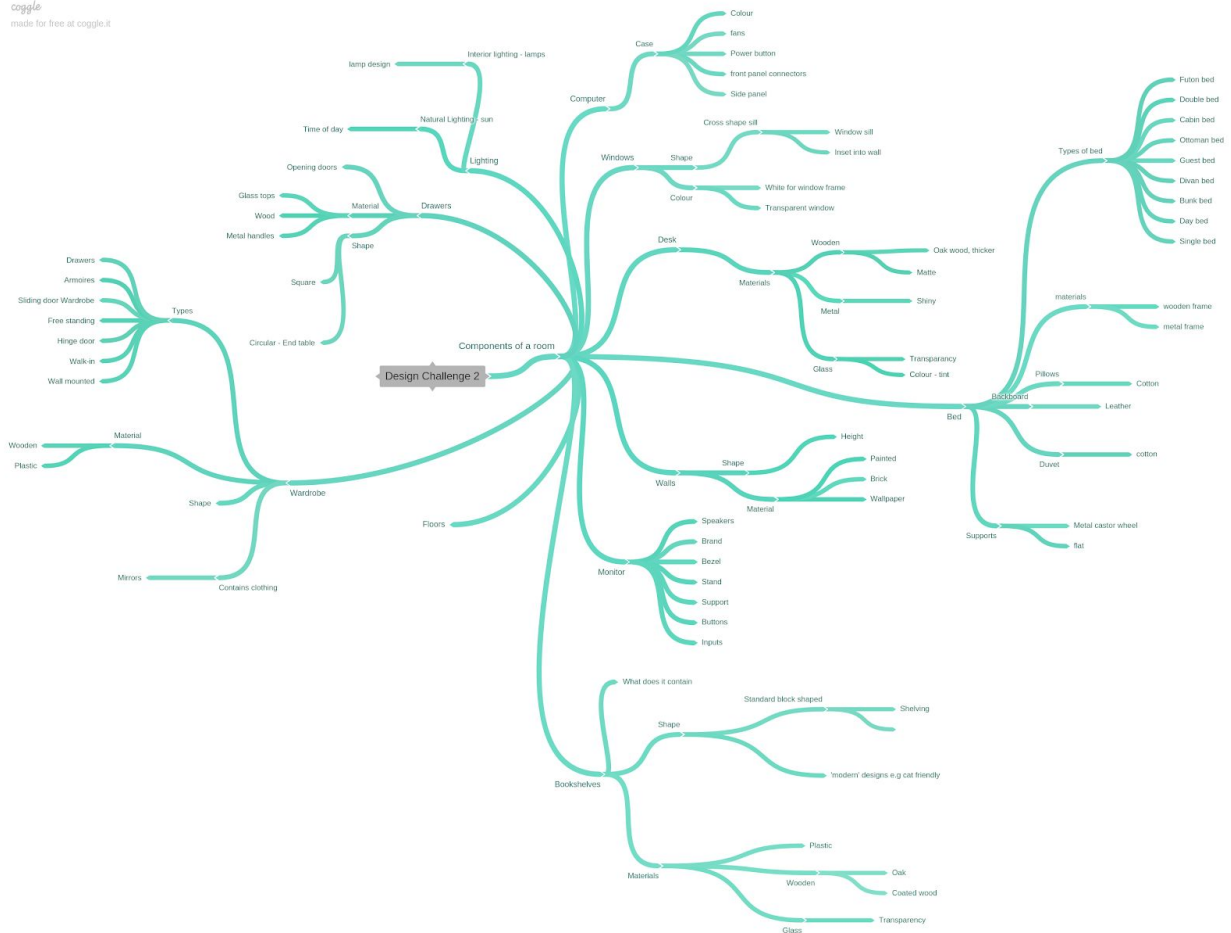 coggle
made for free at coggle.it
Design Challenge 2
Components of a room
Computer
Case
Colour
fans
Power button
front panel connectors
Side panel
Windows
Shape
Cross shape sill
Window sill
Inset into wall
Colour
White for window frame
Transparent window
Desk
Materials
Wooden
Oak wood, thicker
Matte
Metal
Shiny
Glass
Transparancy
Colour - tint
Bed
Types of bed
Futon bed
Double bed
Cabin bed
Ottoman bed
Guest bed
Divan bed
Bunk bed
Day bed
Single bed
materials
wooden frame
metal frame
Pillows
Cotton
Backboard
Leather
Duvet
cotton
Supports
Metal castor wheel
flat
Walls
Shape
Height
Material
Painted
Brick
Wallpaper
Monitor
Speakers
Brand
Bezel
Stand
Support
Buttons
Inputs
Bookshelves
What does it contain
Shape
Standard block shaped
Shelving
'modern' designs e.g cat friendly
Materials
Plastic
Wooden
Oak
Coated wood
Glass
Transparency
Lighting
Interior lighting - lamps
lamp design
Natural Lighting - sun
Time of day
Drawers
Opening doors
Material
Glass tops
Wood
Metal handles
Shape
Square
Circular - End table
Wardrobe
Types
Drawers
Armoires
Sliding door Wardrobe
Free standing
Hinge door
Walk-in
Wall mounted
Material
Wooden
Plastic
Shape
Contains clothing
Mirrors
Floors